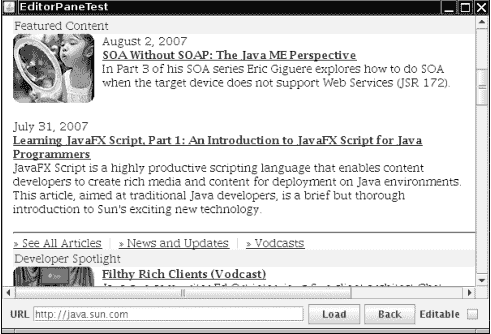 EditorPaneTest
Featured Content
August 2, 2007
SOA Without SOAP: The Java ME Perspective
In Part 3 of his SOA series Eric Giguere explores how to do SOA
when the target device does not support Web Services (JSR 172).
July 31, 2007
Learning JavaFX Script, Part 1: An Introduction to JavaFX Script for Java
Programmers
JavaFX Script is a highly productive scripting language that enables content
developers to create rich media and content for deployment on Java environments.
This article, aimed at traditional Java developers, is a brief but thorough
introduction to Sun's exciting new technology.
» See All Articles » News and Updates » Vodcasts
Developer Spotlight
Filthy Rich Clients (Vodcast)
URL http://java.sun.com Load Back Editable